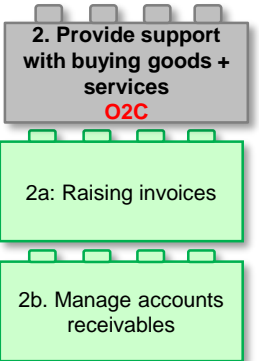 2. Provide support
with buying goods +
services
O2C
2a: Raising invoices
2b. Manage accounts
receivables